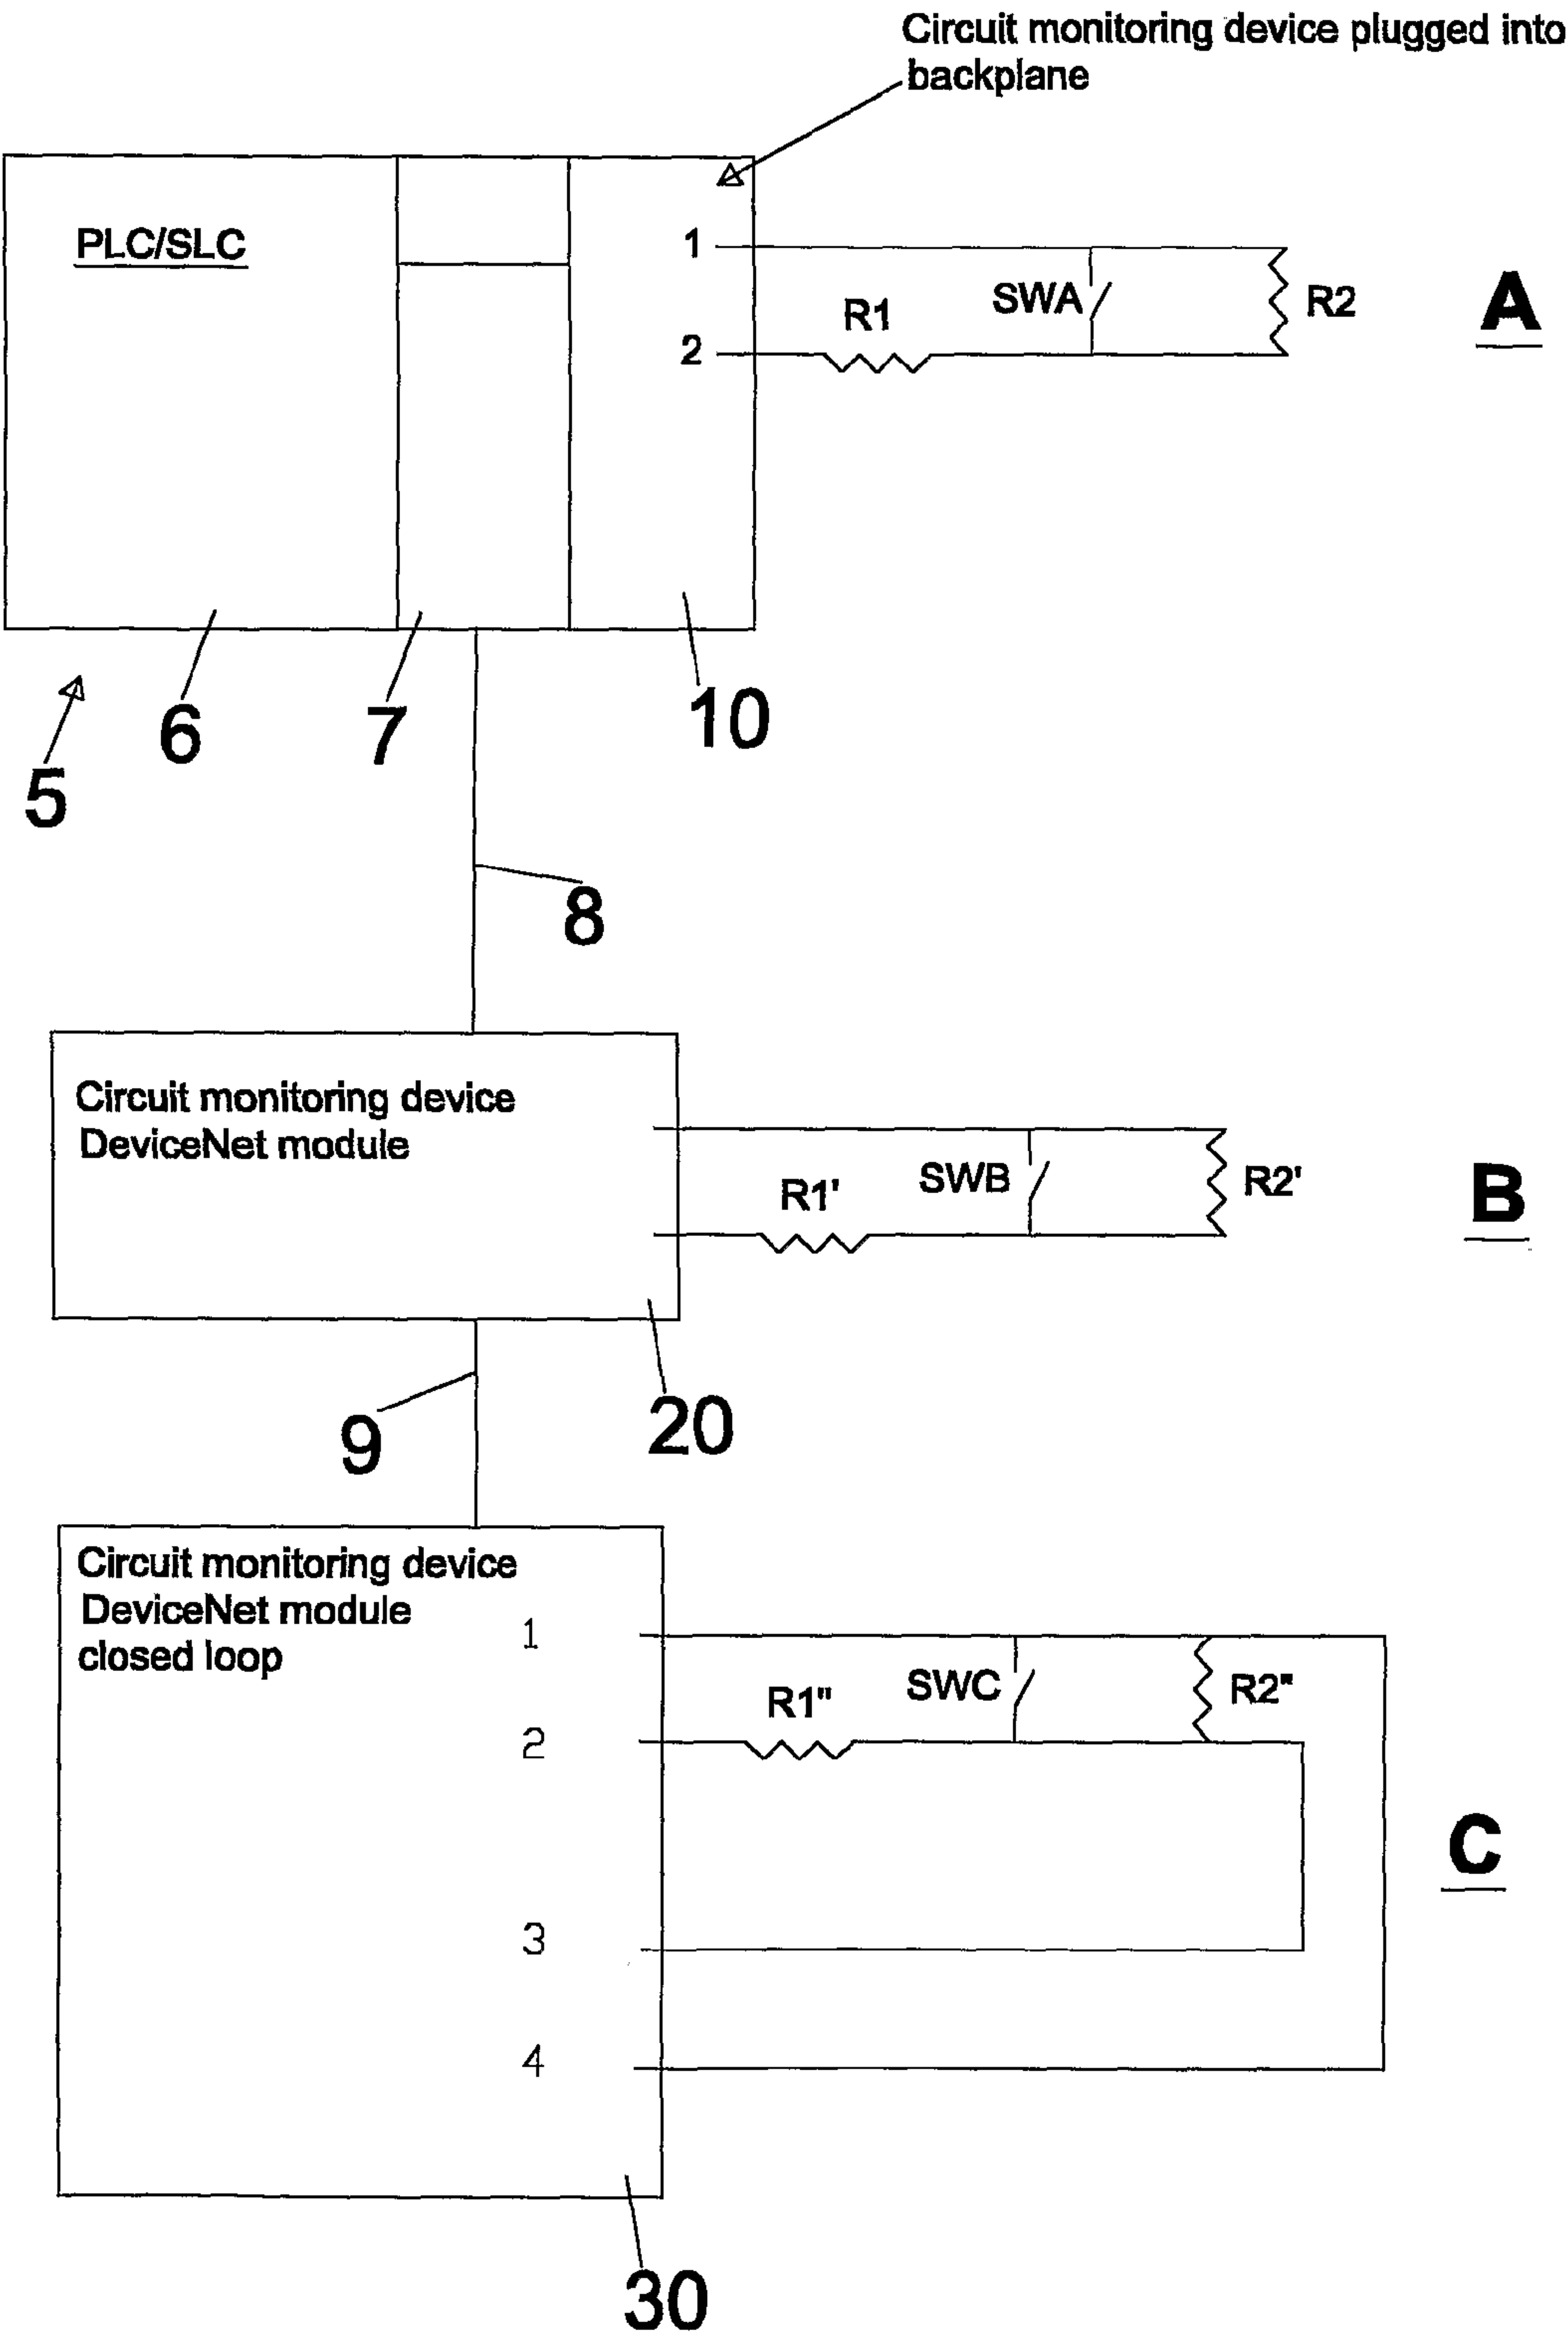 Circuit monitoring device plugged into
backplane
PLC/SLC
1
SWA
R2
A
R1
2
6
7
10
5
8
Circuit monitoring device
DeviceNet module
SWB
R2'
B
R1'
20
9
Circuit monitoring device
DeviceNet module
closed loop
1
SWC
R2"
R1"
2
C
3
4
30